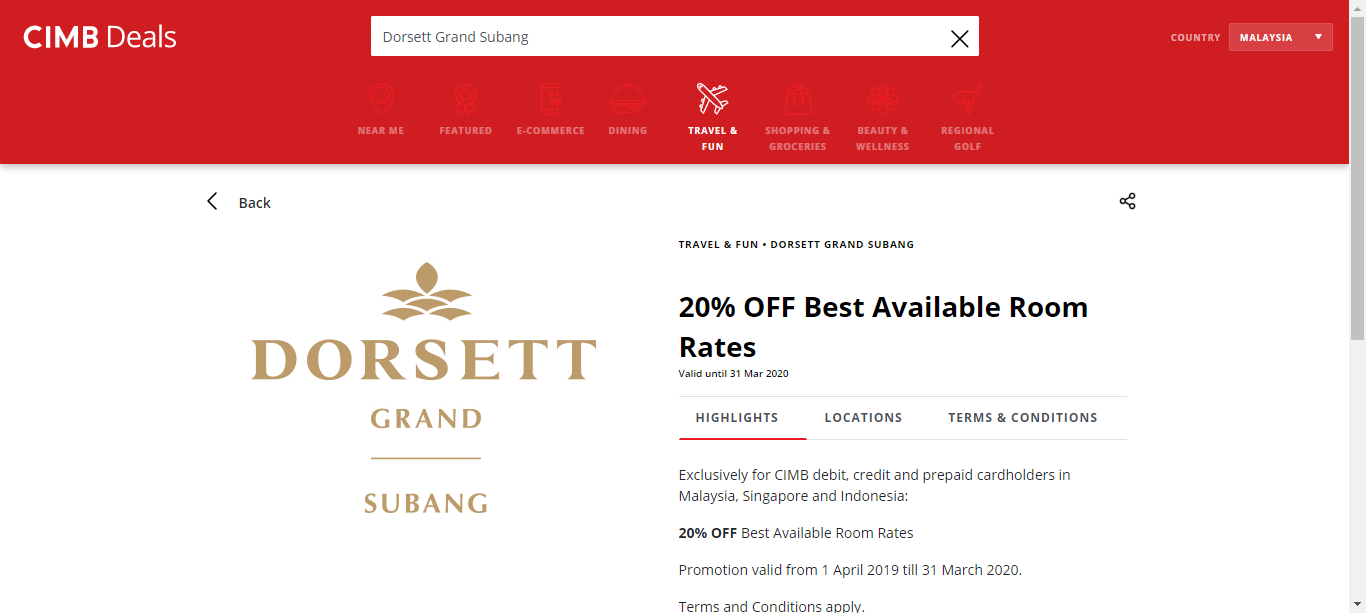 CIMB Deals
Dorsett Grand Subang
COUNTRY
MALAYSIA
NEAR ME
FEATURED
E-COMMERCE
DINING
TRAVEL &
FUN
SHOPPING &
GROCERIES
BEAUTY &
WELLNESS
REGIONAL
GOLF
Back
DORSETT
GRAND
SUBANG
TRAVEL & FUN • DORSETT GRAND SUBANG
20% OFF Best Available Room
Rates
Valid until 31 Mar 2020
HIGHLIGHTS
LOCATIONS
TERMS & CONDITIONS
Exclusively for CIMB debit, credit and prepaid cardholders in
Malaysia, Singapore and Indonesia:
20% OFF Best Available Room Rates
Promotion valid from 1 April 2019 till 31 March 2020.
Terms and Conditions apply.